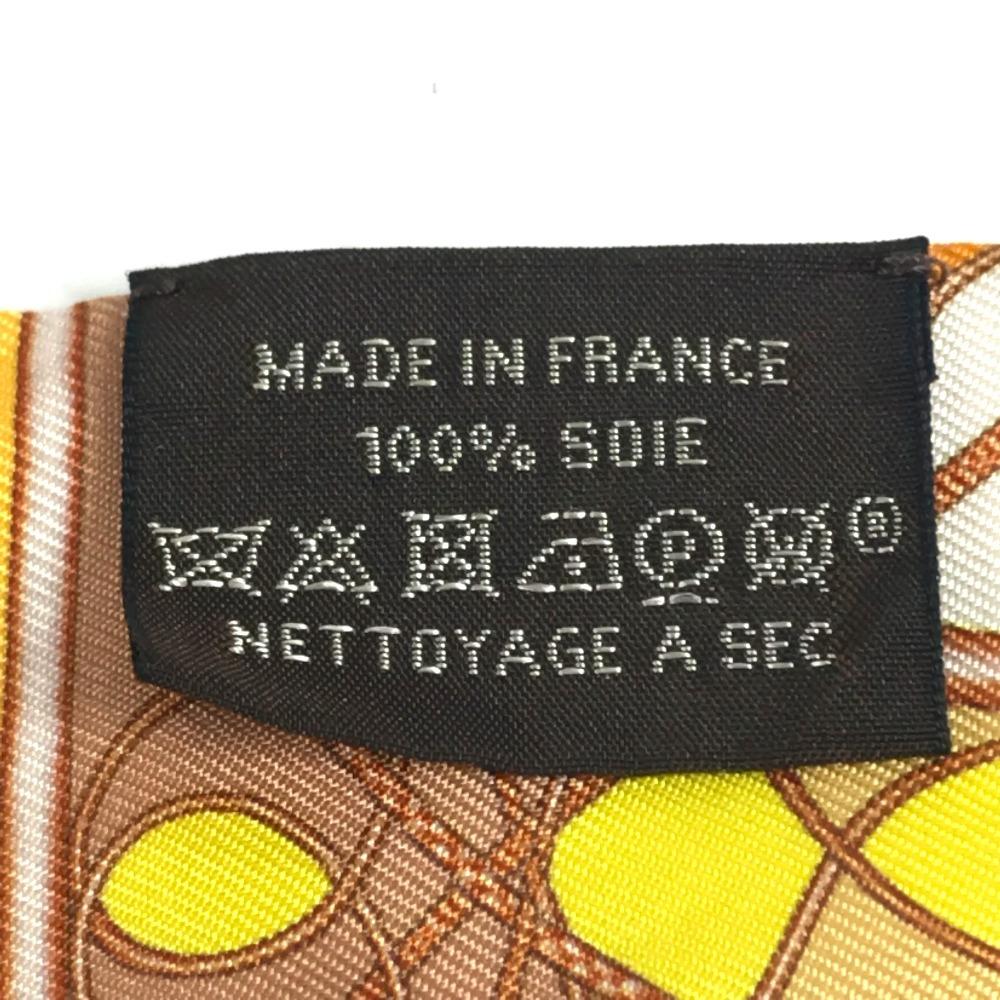 MADE IN FRANCE
100% SOIE
P W ®
NETTOYAGE A SEC